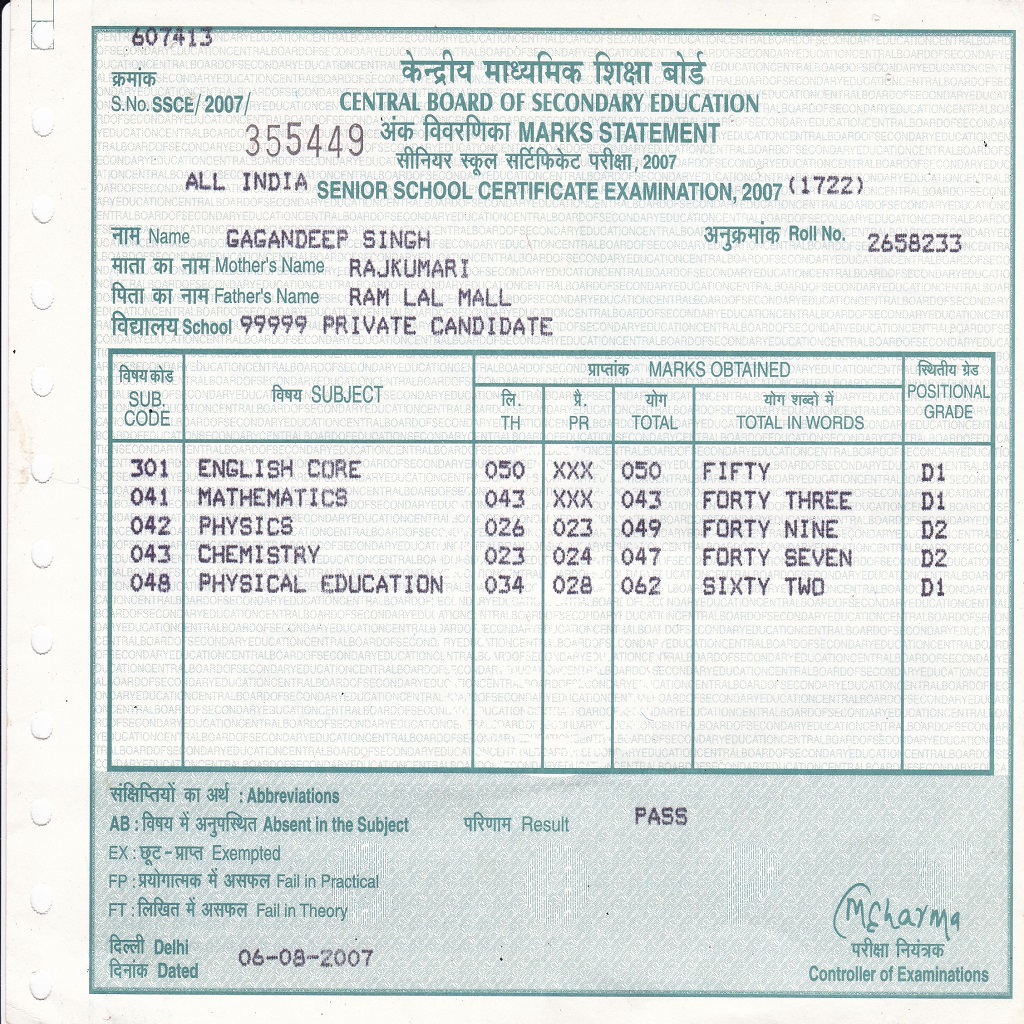 607413
क्रमांक
केन्द्रीय माध्यमिक शिक्षा बोर्ड
S.No. SSCE/ 2007/ CENTRAL BOARD OF SECONDARY EDUCATION
355449 अंक विवरणिका MARKS STATEMENT
सीनियर स्कूल सर्टिफिकेट परीक्षा, 2007
ALL INDIA SENIOR SCHOOL CERTIFICATE EXAMINATION, 2007 (1722)
नाम Name GAGANDEEP SINGH अनुक्रमांक Roll No. 2658233
माता का नाम Mother's Name RAJKUMARI
पिता का नाम Father's Name RAM LAL MALL
विद्यालय School 99999 PRIVATE CANDIDATE
विषय कोड SUB. CODE विषय SUBJECT प्राप्तांक MARKS OBTAINED स्थितीय ग्रेड POSITIONAL GRADE
लि. TH प्रै. PR योग TOTAL योग शब्दो में TOTAL IN WORDS
301 ENGLISH CORE 050 XXX 050 FIFTY D1
041 MATHEMATICS 043 XXX 043 FORTY THREE D1
042 PHYSICS 026 023 049 FORTY NINE D2
043 CHEMISTRY 023 024 047 FORTY SEVEN D2
048 PHYSICAL EDUCATION 034 028 062 SIXTY TWO D1
संक्षिप्तियों का अर्थ : Abbreviations
AB : विषय में अनुपस्थित Absent in the Subject परिणाम Result PASS
EX : छूट - प्राप्त Exempted
FP : प्रयोगात्मक में असफल Fail in Practical
FT : लिखित में असफल Fail in Theory
MSharma
दिल्ली Delhi
दिनांक Dated 06-08-2007
परीक्षा नियंत्रक
Controller of Examinations